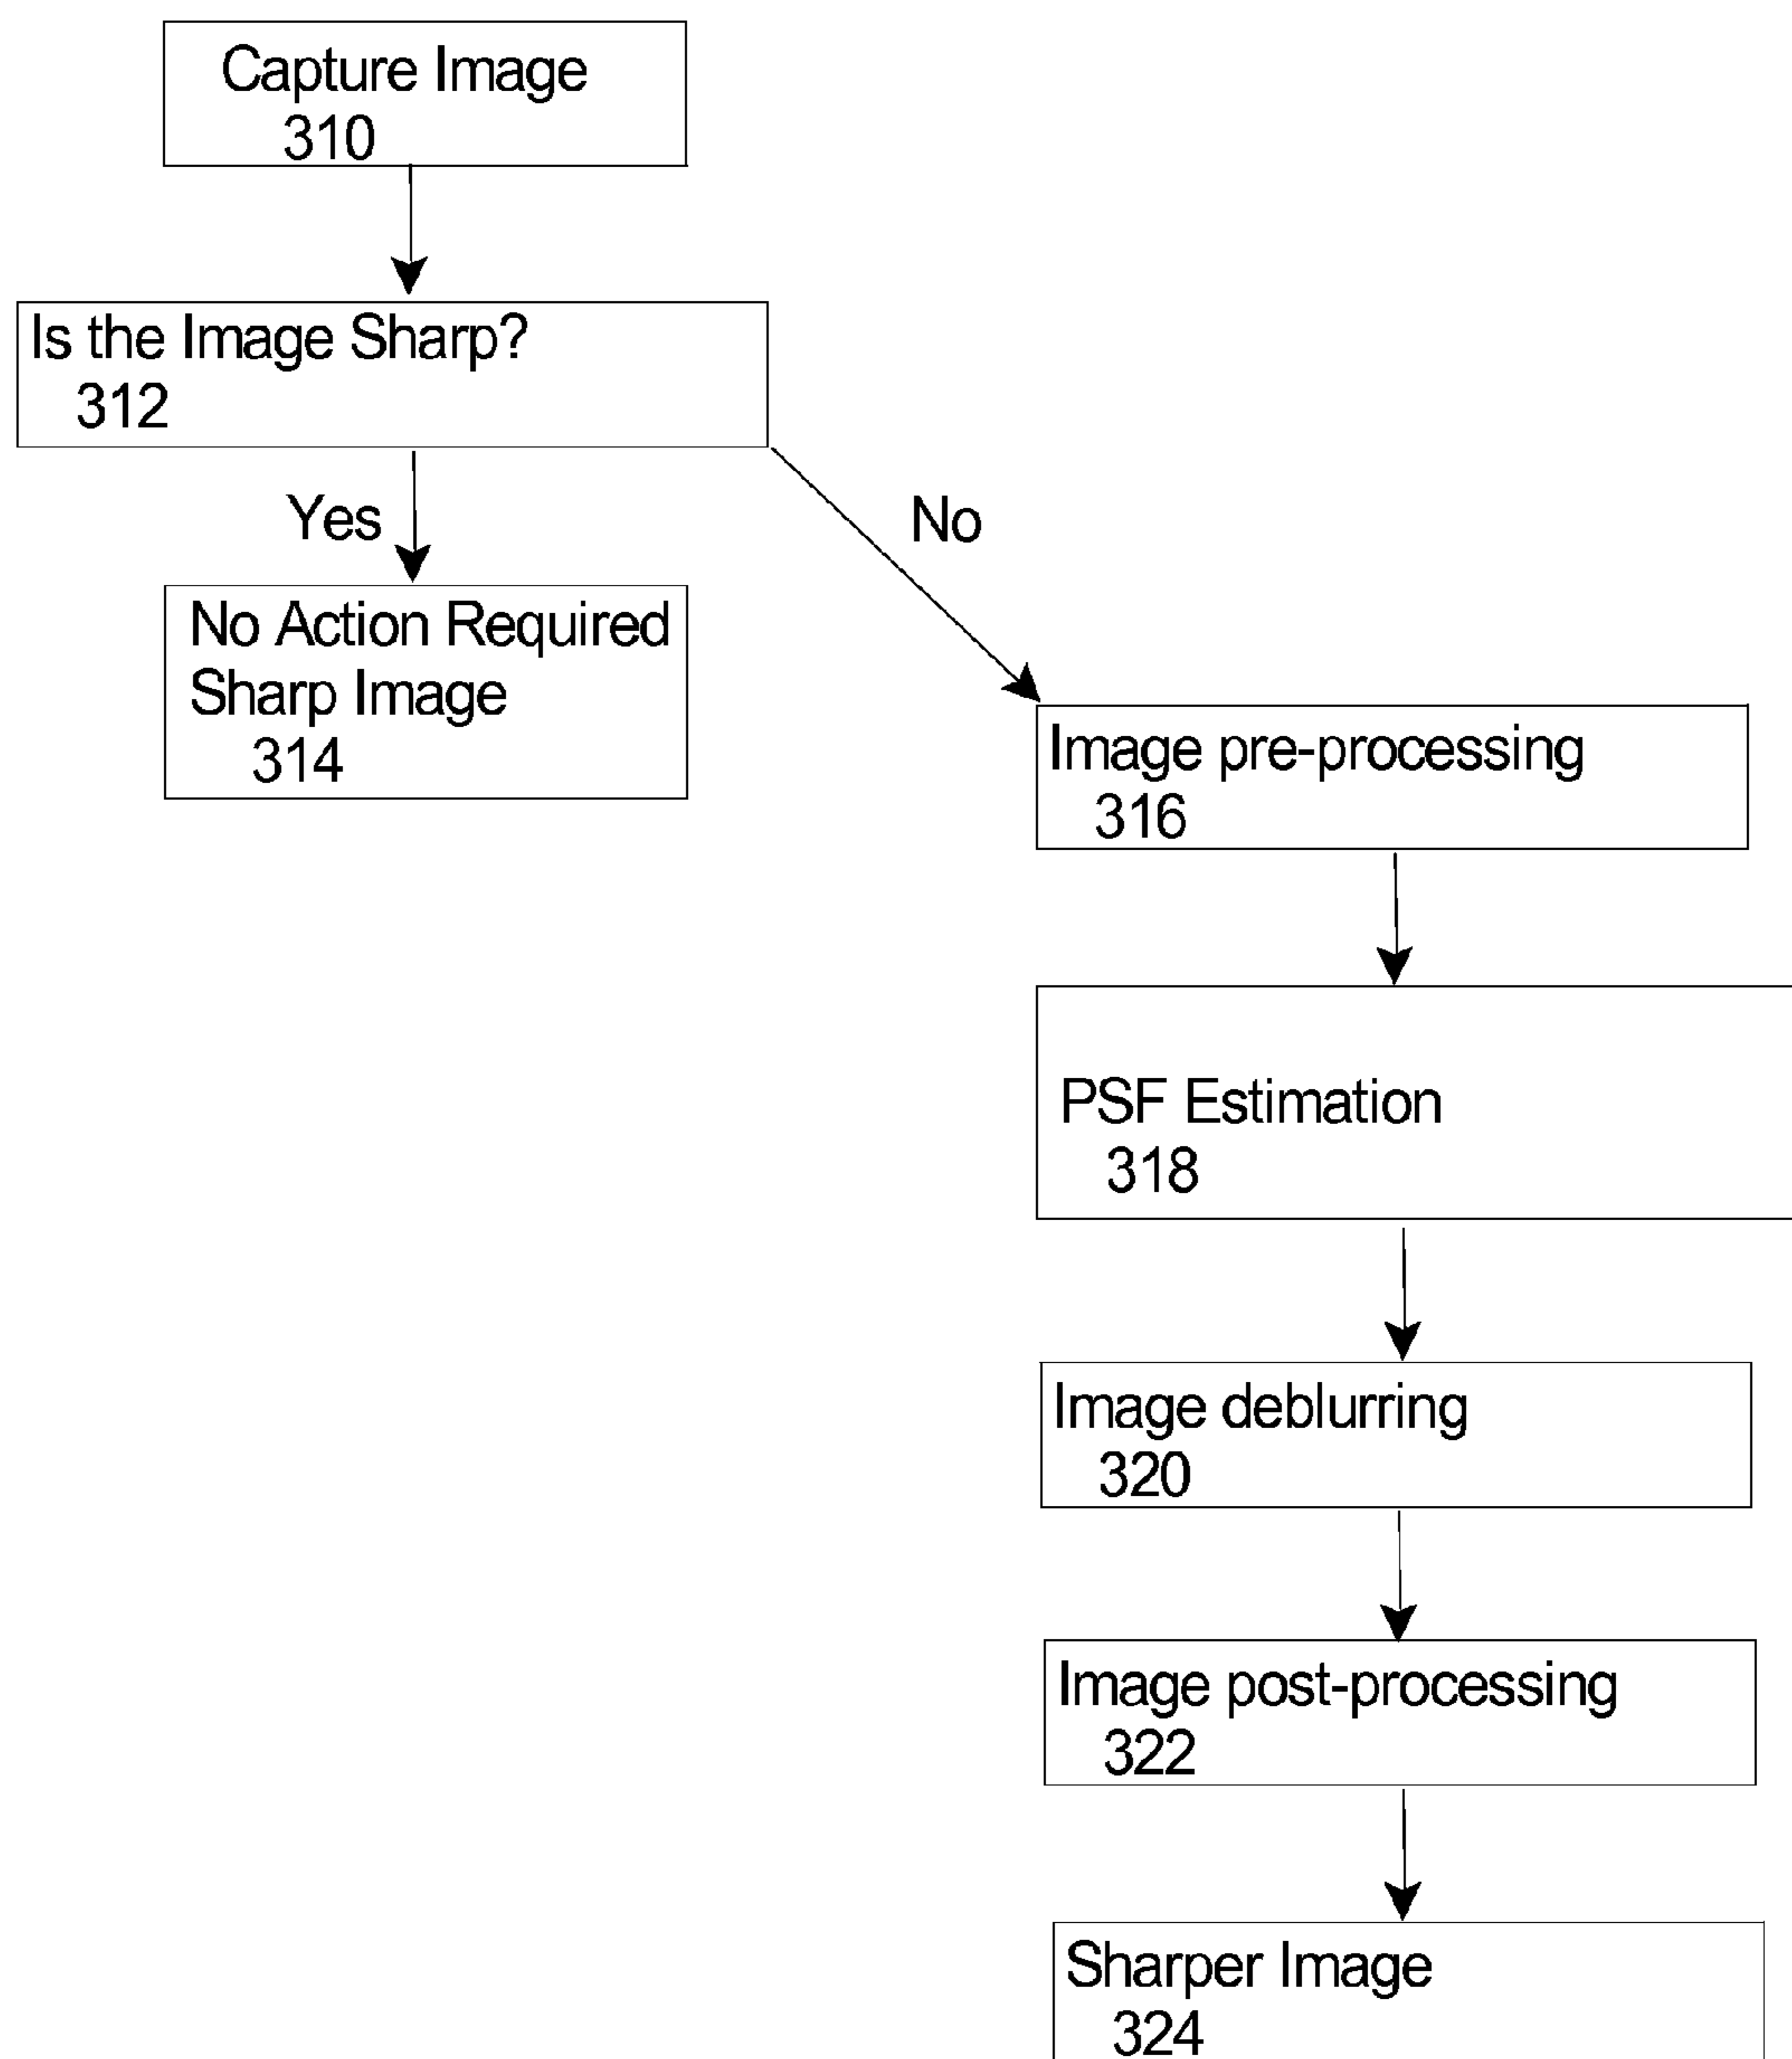 Capture Image
310
Is the Image Sharp?
312
Yes
No
No Action Required
Sharp Image
314
Image pre-processing
316
PSF Estimation
318
Image deblurring
320
Image post-processing
322
Sharper Image
324